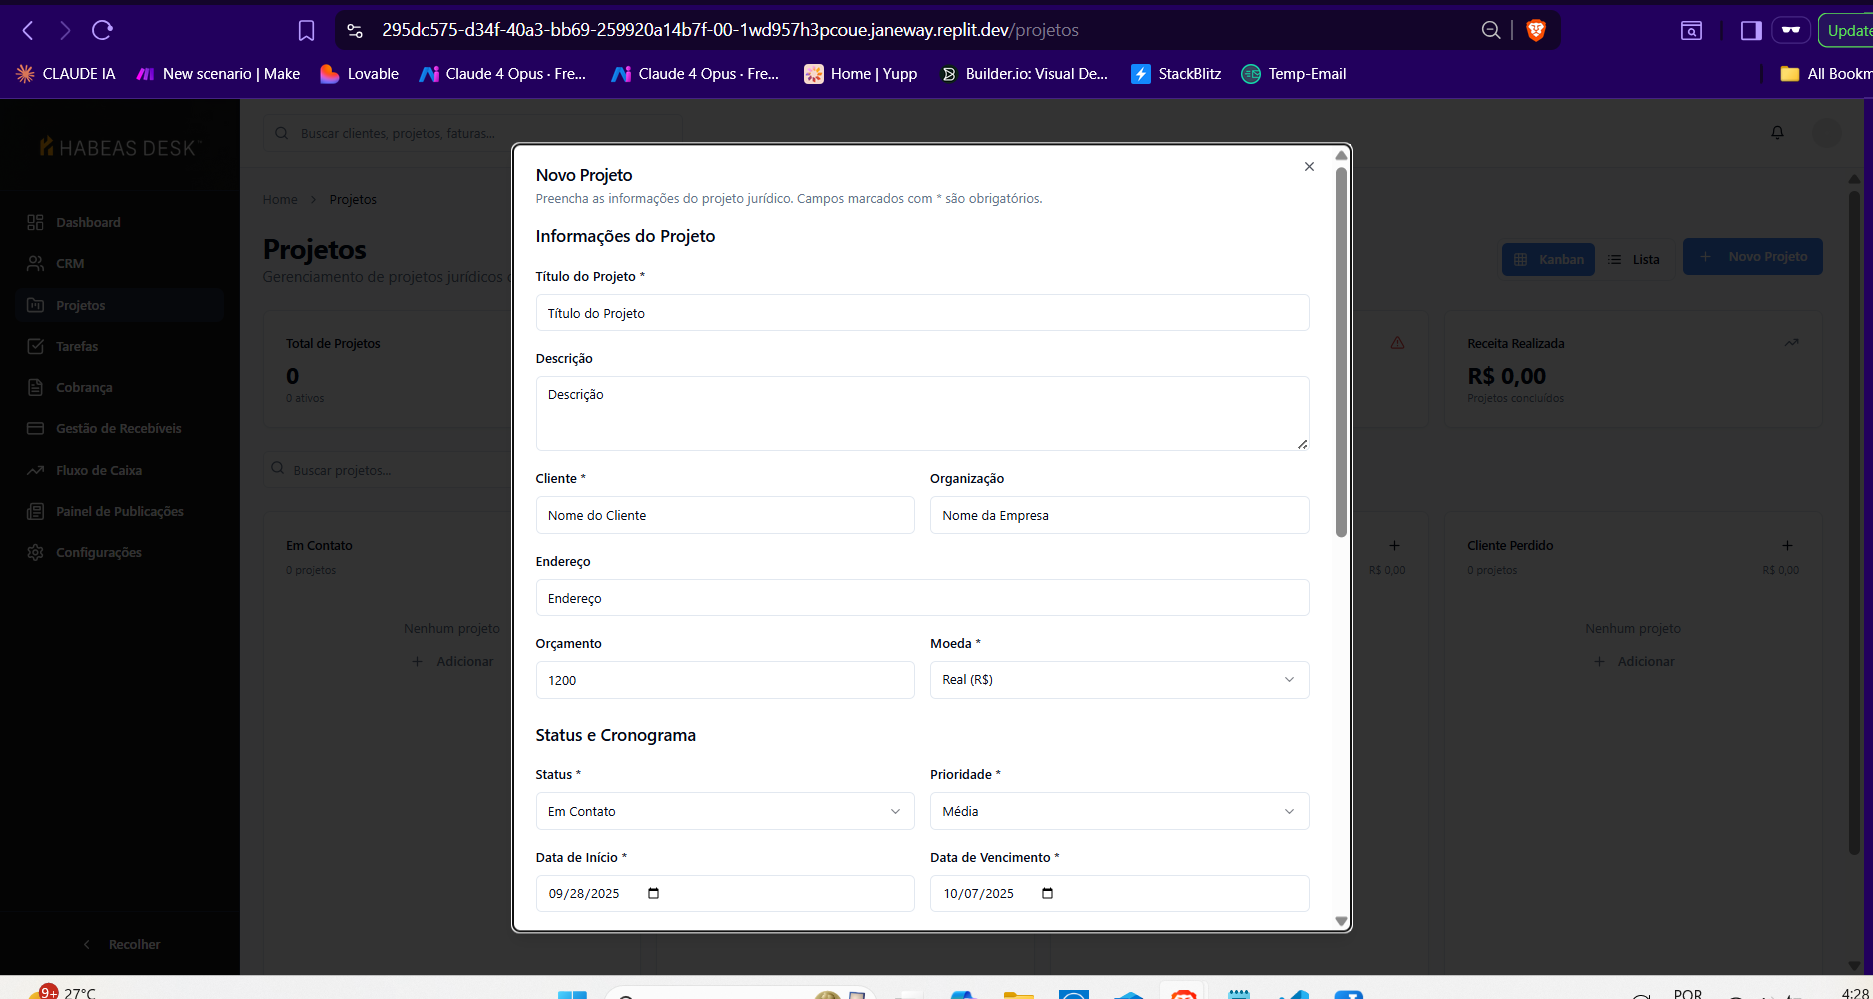 295dc575-d34f-40a3-bb69-259920a14b7f-00-1wd957h3pcoue.janeway.replit.dev/projetos
Update
CLAUDE IA
New scenario | Make
Lovable
Claude 4 Opus · Fre...
Claude 4 Opus · Fre...
Home | Yupp
Builder.io: Visual De...
StackBlitz
Temp-Email
All Bookm
HABEAS DESK
Buscar clientes, projetos, faturas...
Dashboard
CRM
Projetos
Tarefas
Cobrança
Gestão de Recebíveis
Fluxo de Caixa
Painel de Publicações
Configurações
Recolher
Home > Projetos
Projetos
Gerenciamento de projetos jurídicos
Kanban
Lista
+ Novo Projeto
Total de Projetos
0
0 ativos
Receita Realizada
R$ 0,00
Projetos concluídos
Buscar projetos...
Em Contato
0 projetos
Nenhum projeto
+ Adicionar
R$ 0,00
Cliente Perdido
0 projetos
R$ 0,00
Nenhum projeto
+ Adicionar
Novo Projeto
Preencha as informações do projeto jurídico. Campos marcados com * são obrigatórios.
Informações do Projeto
Título do Projeto *
Título do Projeto
Descrição
Descrição
Cliente *
Organização
Nome do Cliente
Nome da Empresa
Endereço
Endereço
Orçamento
Moeda *
1200
Real (R$)
Status e Cronograma
Status *
Prioridade *
Em Contato
Média
Data de Início *
Data de Vencimento *
09/28/2025
10/07/2025
9+
27°C
POR
4:28